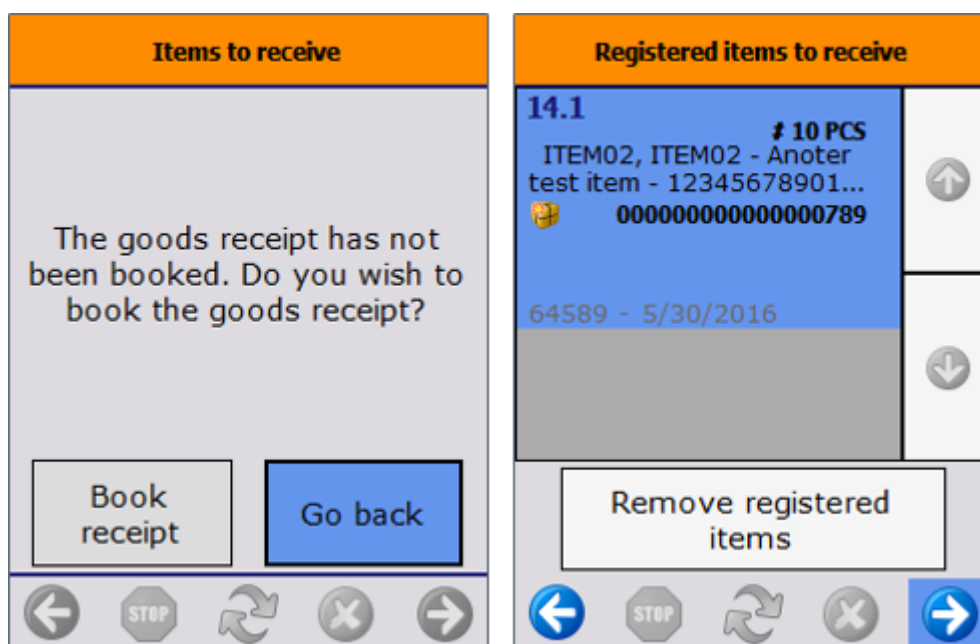 Items to receive
The goods receipt has not
been booked. Do you wish to
book the goods receipt?
Book
receipt
Go back
STOP
Registered items to receive
14.1
# 10 PCS
ITEM02, ITEM02 - Anoter
test item - 12345678901...
000000000000000789
64589 - 5/30/2016
Remove registered
items
STOP